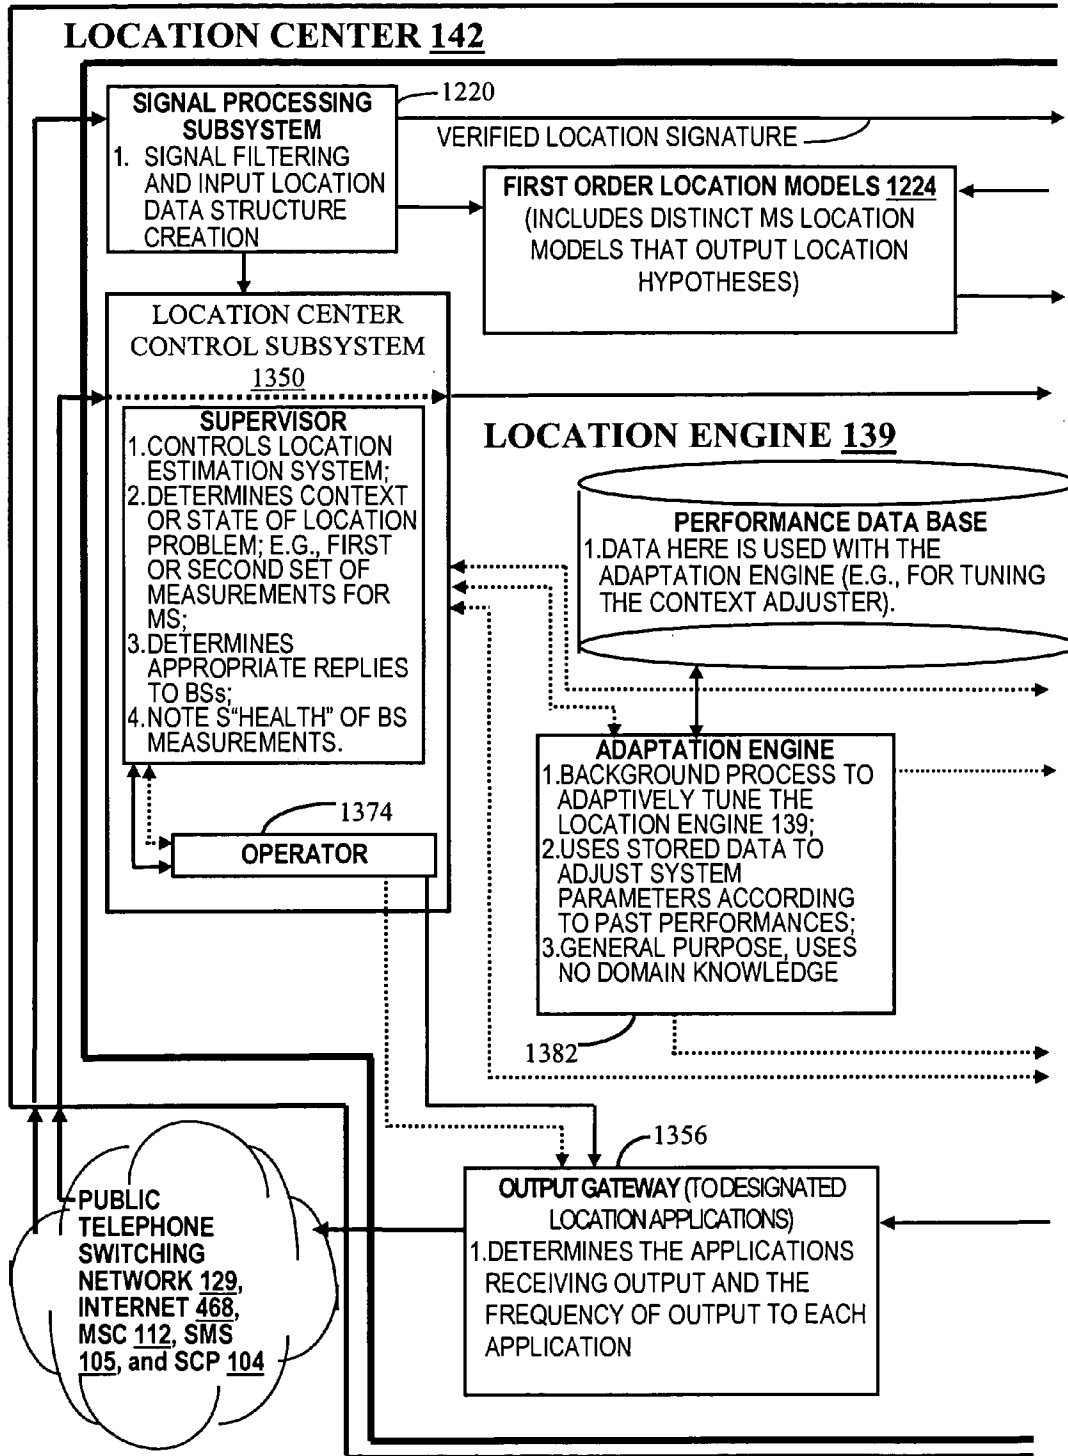 LOCATION CENTER 142
SIGNAL PROCESSING
SUBSYSTEM
1. SIGNAL FILTERING
AND INPUT LOCATION
DATA STRUCTURE
CREATION
1220
VERIFIED LOCATION SIGNATURE
FIRST ORDER LOCATION MODELS 1224
(INCLUDES DISTINCT MS LOCATION
MODELS THAT OUTPUT LOCATION
HYPOTHESES)
LOCATION CENTER
CONTROL SUBSYSTEM
1350
SUPERVISOR
1.CONTROLS LOCATION
ESTIMATION SYSTEM;
2.DETERMINES CONTEXT
OR STATE OF LOCATION
PROBLEM; E.G., FIRST
OR SECOND SET OF
MEASUREMENTS FOR
MS;
3.DETERMINES
APPROPRIATE REPLIES
TO BSs;
4.NOTE S"HEALTH" OF BS
MEASUREMENTS.
1374
OPERATOR
LOCATION ENGINE 139
PERFORMANCE DATA BASE
1.DATA HERE IS USED WITH THE
ADAPTATION ENGINE (E.G., FOR TUNING
THE CONTEXT ADJUSTER).
ADAPTATION ENGINE
1.BACKGROUND PROCESS TO
ADAPTIVELY TUNE THE
LOCATION ENGINE 139;
2.USES STORED DATA TO
ADJUST SYSTEM
PARAMETERS ACCORDING
TO PAST PERFORMANCES;
3.GENERAL PURPOSE, USES
NO DOMAIN KNOWLEDGE
1382
1356
OUTPUT GATEWAY (TO DESIGNATED
LOCATION APPLICATIONS)
1.DETERMINES THE APPLICATIONS
RECEIVING OUTPUT AND THE
FREQUENCY OF OUTPUT TO EACH
APPLICATION
PUBLIC
TELEPHONE
SWITCHING
NETWORK 129,
INTERNET 468,
MSC 112, SMS
105, and SCP 104